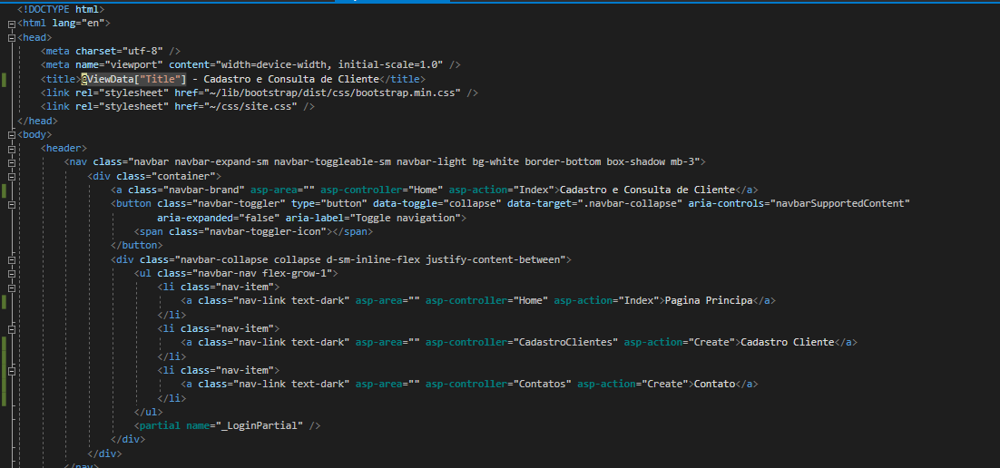 <!DOCTYPE html>
<html lang="en">
<head>
<meta charset="utf-8" />
<meta name="viewport" content="width=device-width, initial-scale=1.0" />
<title>@ViewData["Title"] - Cadastro e Consulta de Cliente</title>
<link rel="stylesheet" href="~/lib/bootstrap/dist/css/bootstrap.min.css" />
<link rel="stylesheet" href="~/css/site.css" />
</head>
<body>
<header>
<nav class="navbar navbar-expand-sm navbar-toggleable-sm navbar-light bg-white border-bottom box-shadow mb-3">
<div class="container">
<a class="navbar-brand" asp-area="" asp-controller="Home" asp-action="Index">Cadastro e Consulta de Cliente</a>
<button class="navbar-toggler" type="button" data-toggle="collapse" data-target=".navbar-collapse" aria-controls="navbarSupportedContent"
aria-expanded="false" aria-label="Toggle navigation">
<span class="navbar-toggler-icon"></span>
</button>
<div class="navbar-collapse collapse d-sm-inline-flex justify-content-between">
<ul class="navbar-nav flex-grow-1">
<li class="nav-item">
<a class="nav-link text-dark" asp-area="" asp-controller="Home" asp-action="Index">Pagina Principa</a>
</li>
<li class="nav-item">
<a class="nav-link text-dark" asp-area="" asp-controller="CadastroClientes" asp-action="Create">Cadastro Cliente</a>
</li>
<li class="nav-item">
<a class="nav-link text-dark" asp-area="" asp-controller="Contatos" asp-action="Create">Contato</a>
</li>
</ul>
<partial name="_LoginPartial" />
</div>
</div>
</nav>